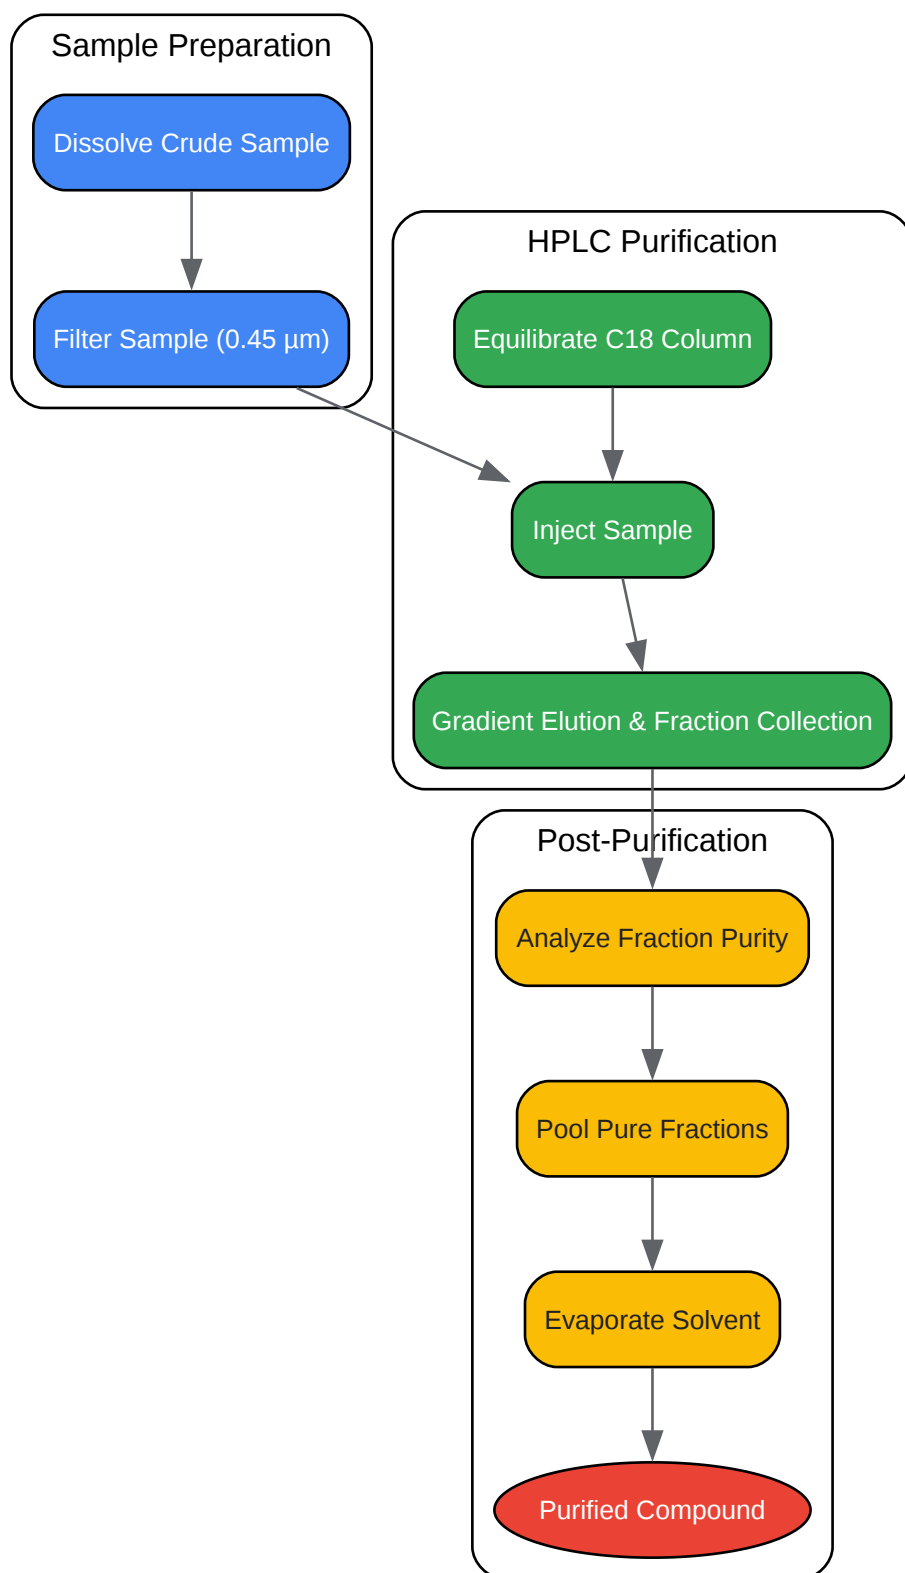 Sample Preparation
Dissolve Crude Sample
Filter Sample (0.45 µm)
HPLC Purification
Equilibrate C18 Column
Inject Sample
Gradient Elution & Fraction Collection
Post-Purification
Analyze Fraction Purity
Pool Pure Fractions
Evaporate Solvent
Purified Compound